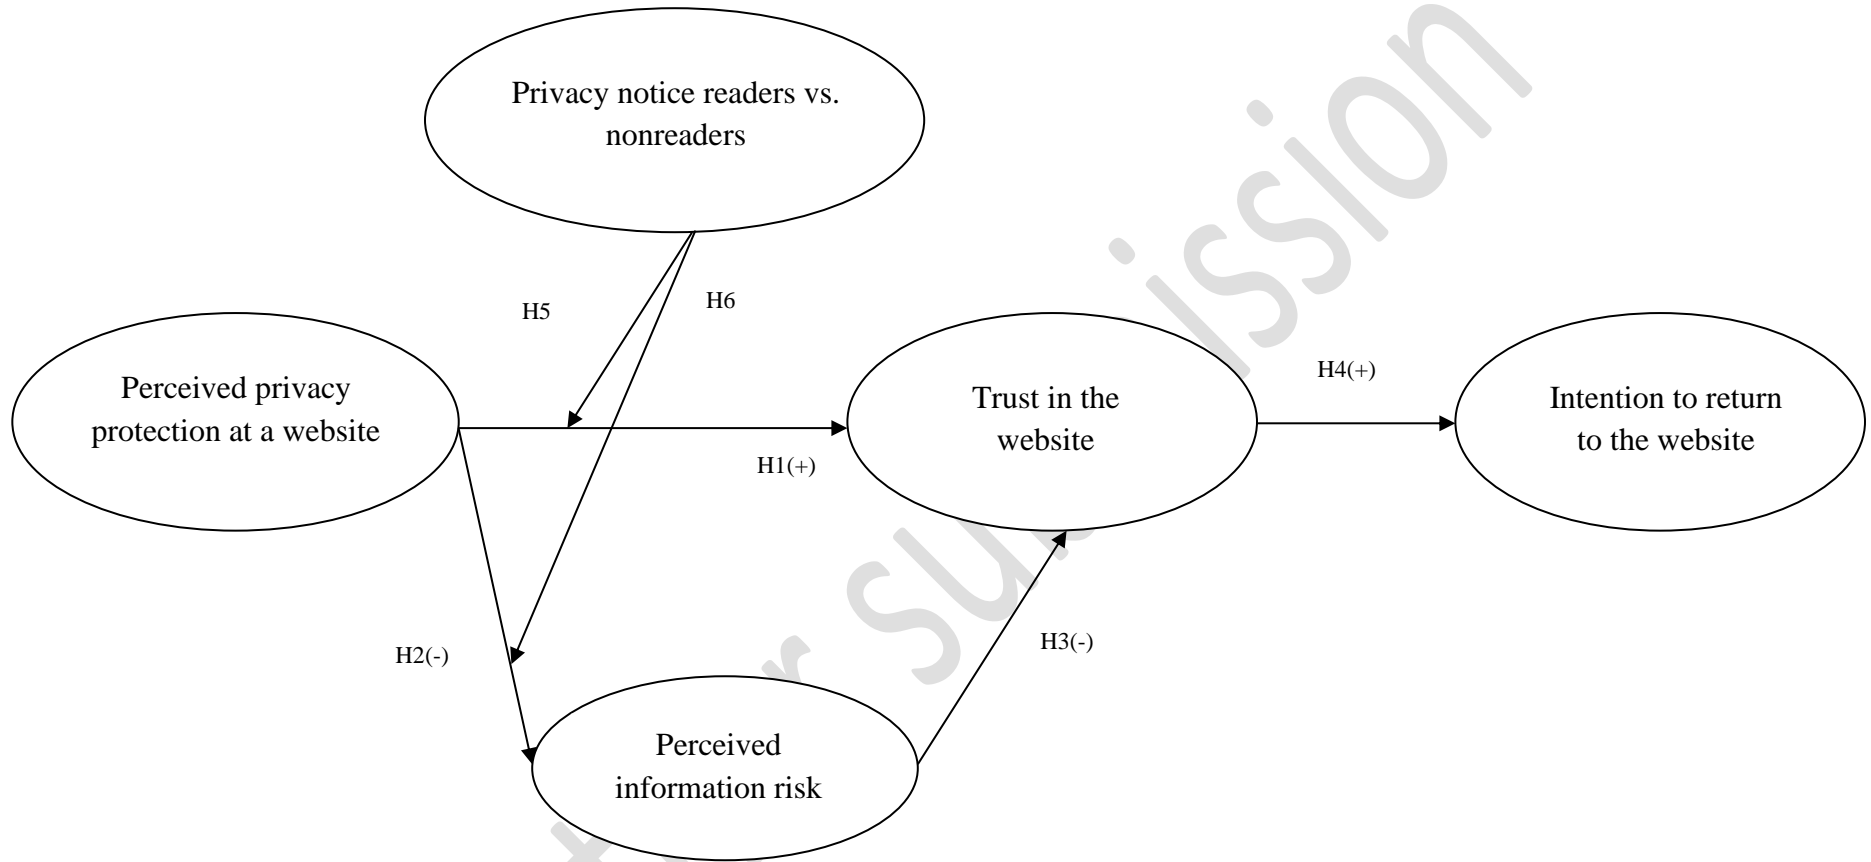 Privacy notice readers vs.
nonreaders
H5
H6
Perceived privacy
protection at a website
Trust in the
website
H4(+)
Intention to return
to the website
H1(+)
H2(-)
H3(-)
Perceived
information risk